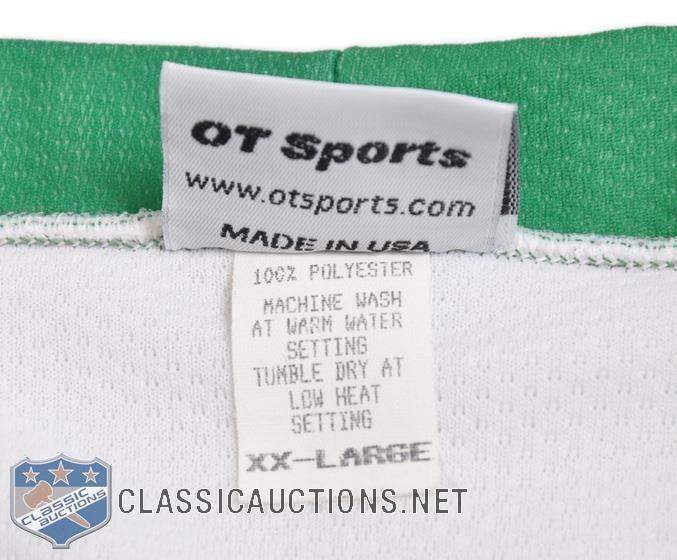 OT Sports
www.otsports.com
MADE IN USA
100% POLYESTER
MACHINE WASH
AT WARM WATER
SETTING
TUMBLE DRY AT
LOW HEAT
SETTING
XX-LARGE
CLASSIC
AUCTIONS
CLASSICAUCTIONS.NET